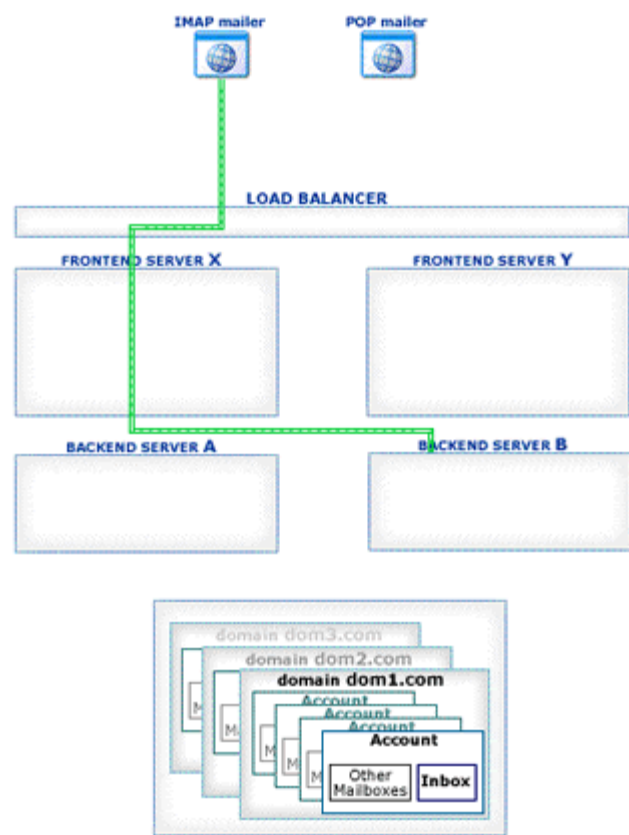 IMAP mailer
POP mailer
LOAD BALANCER
FRONTEND SERVER X
FRONTEND SERVER Y
BACKEND SERVER A
BACKEND SERVER B
domain dom3.com
domain dom2.com
domain dom1.com
Account
Account
Account
Account
M
M
M
M
M
Other
Mailboxes
Inbox